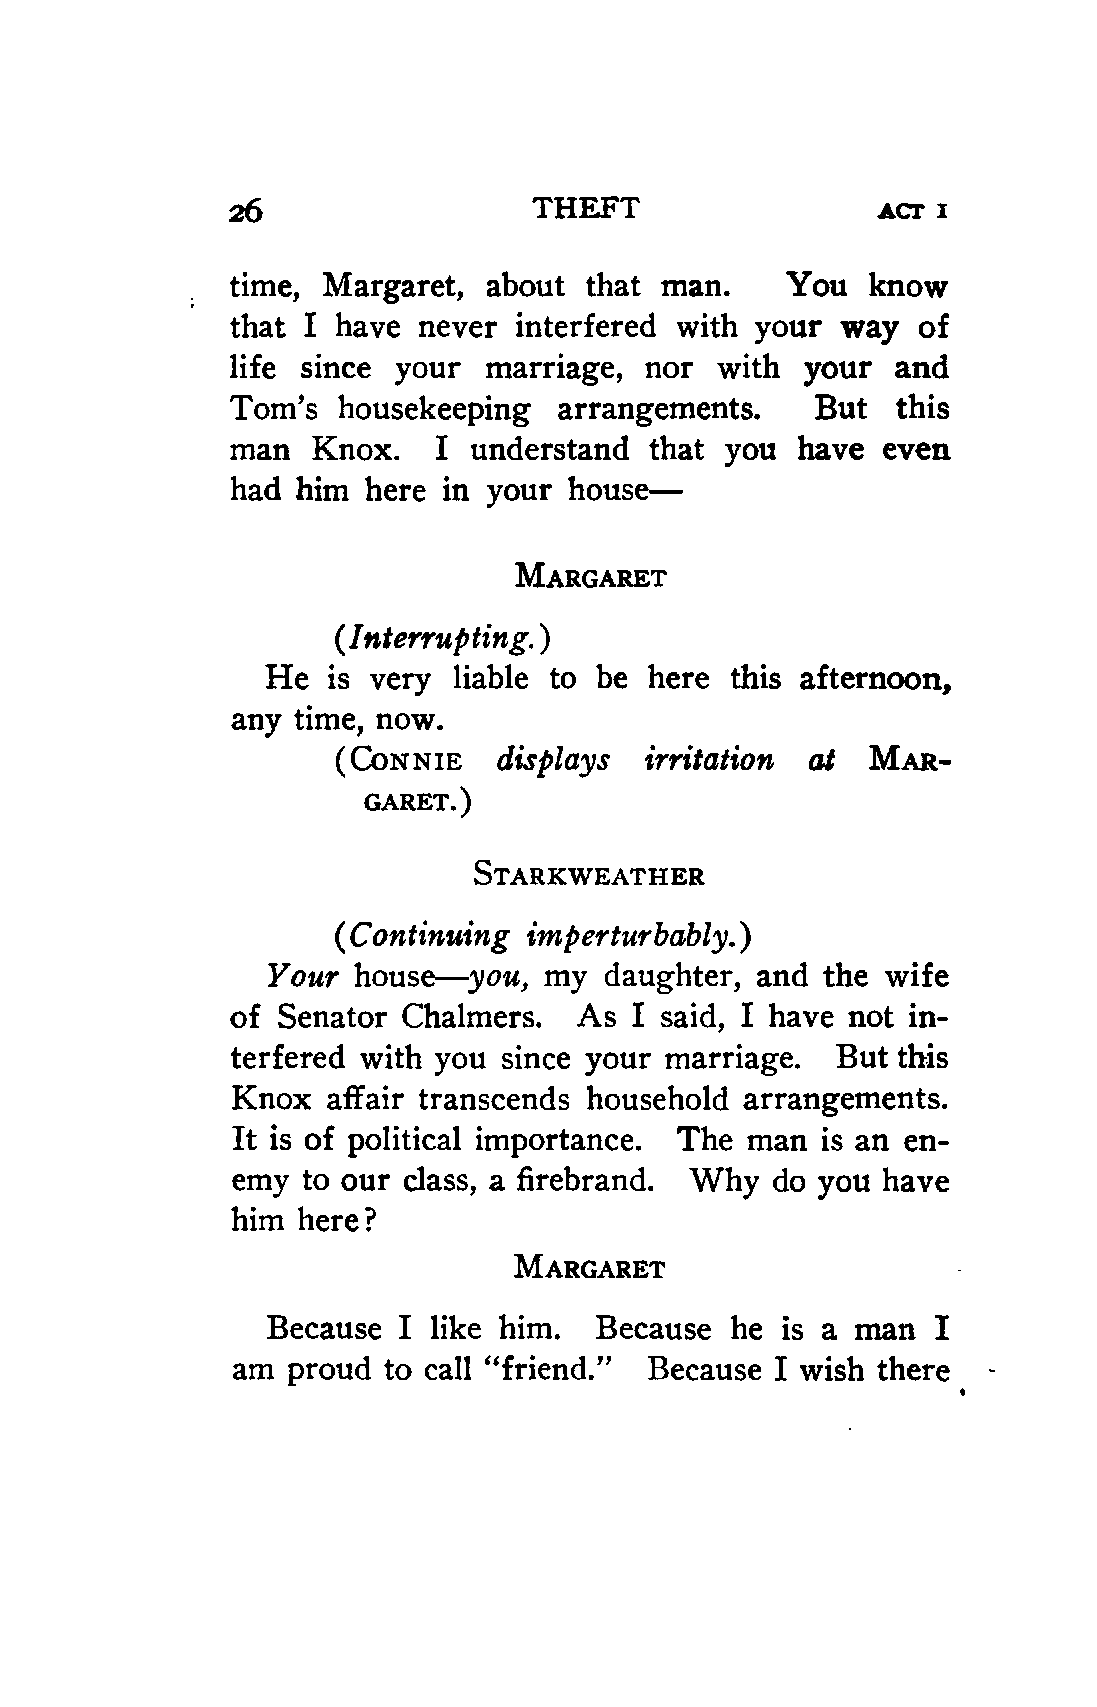 26 THEFT ACT I
time, Margaret, about that man. You know
that I have never interfered with your way of
life since your marriage, nor with your and
Tom's housekeeping arrangements. But this
man Knox. I understand that you have even
had him here in your house—
MARGARET
(Interrupting.)
He is very liable to be here this afternoon,
any time, now.
(CONNIE displays irritation at MAR-
GARET.)
STARKWEATHER
(Continuing imperturbably.)
Your house—you, my daughter, and the wife
of Senator Chalmers. As I said, I have not in-
terfered with you since your marriage. But this
Knox affair transcends household arrangements.
It is of political importance. The man is an en-
emy to our class, a firebrand. Why do you have
him here?
MARGARET
Because I like him. Because he is a man I
am proud to call "friend." Because I wish there